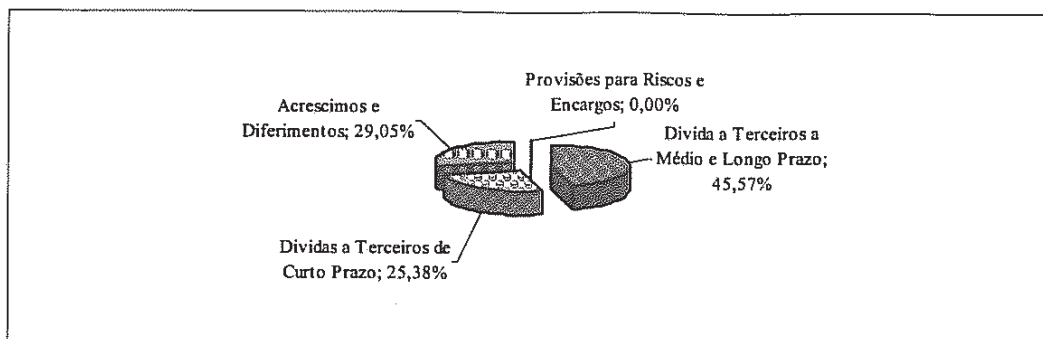 Provisões para Riscos e
Encargos; 0,00%
Acrescimos e
Diferimentos; 29,05%
Divida a Terceiros a
Médio e Longo Prazo;
45,57%
Dividas a Terceiros de
Curto Prazo; 25,38%